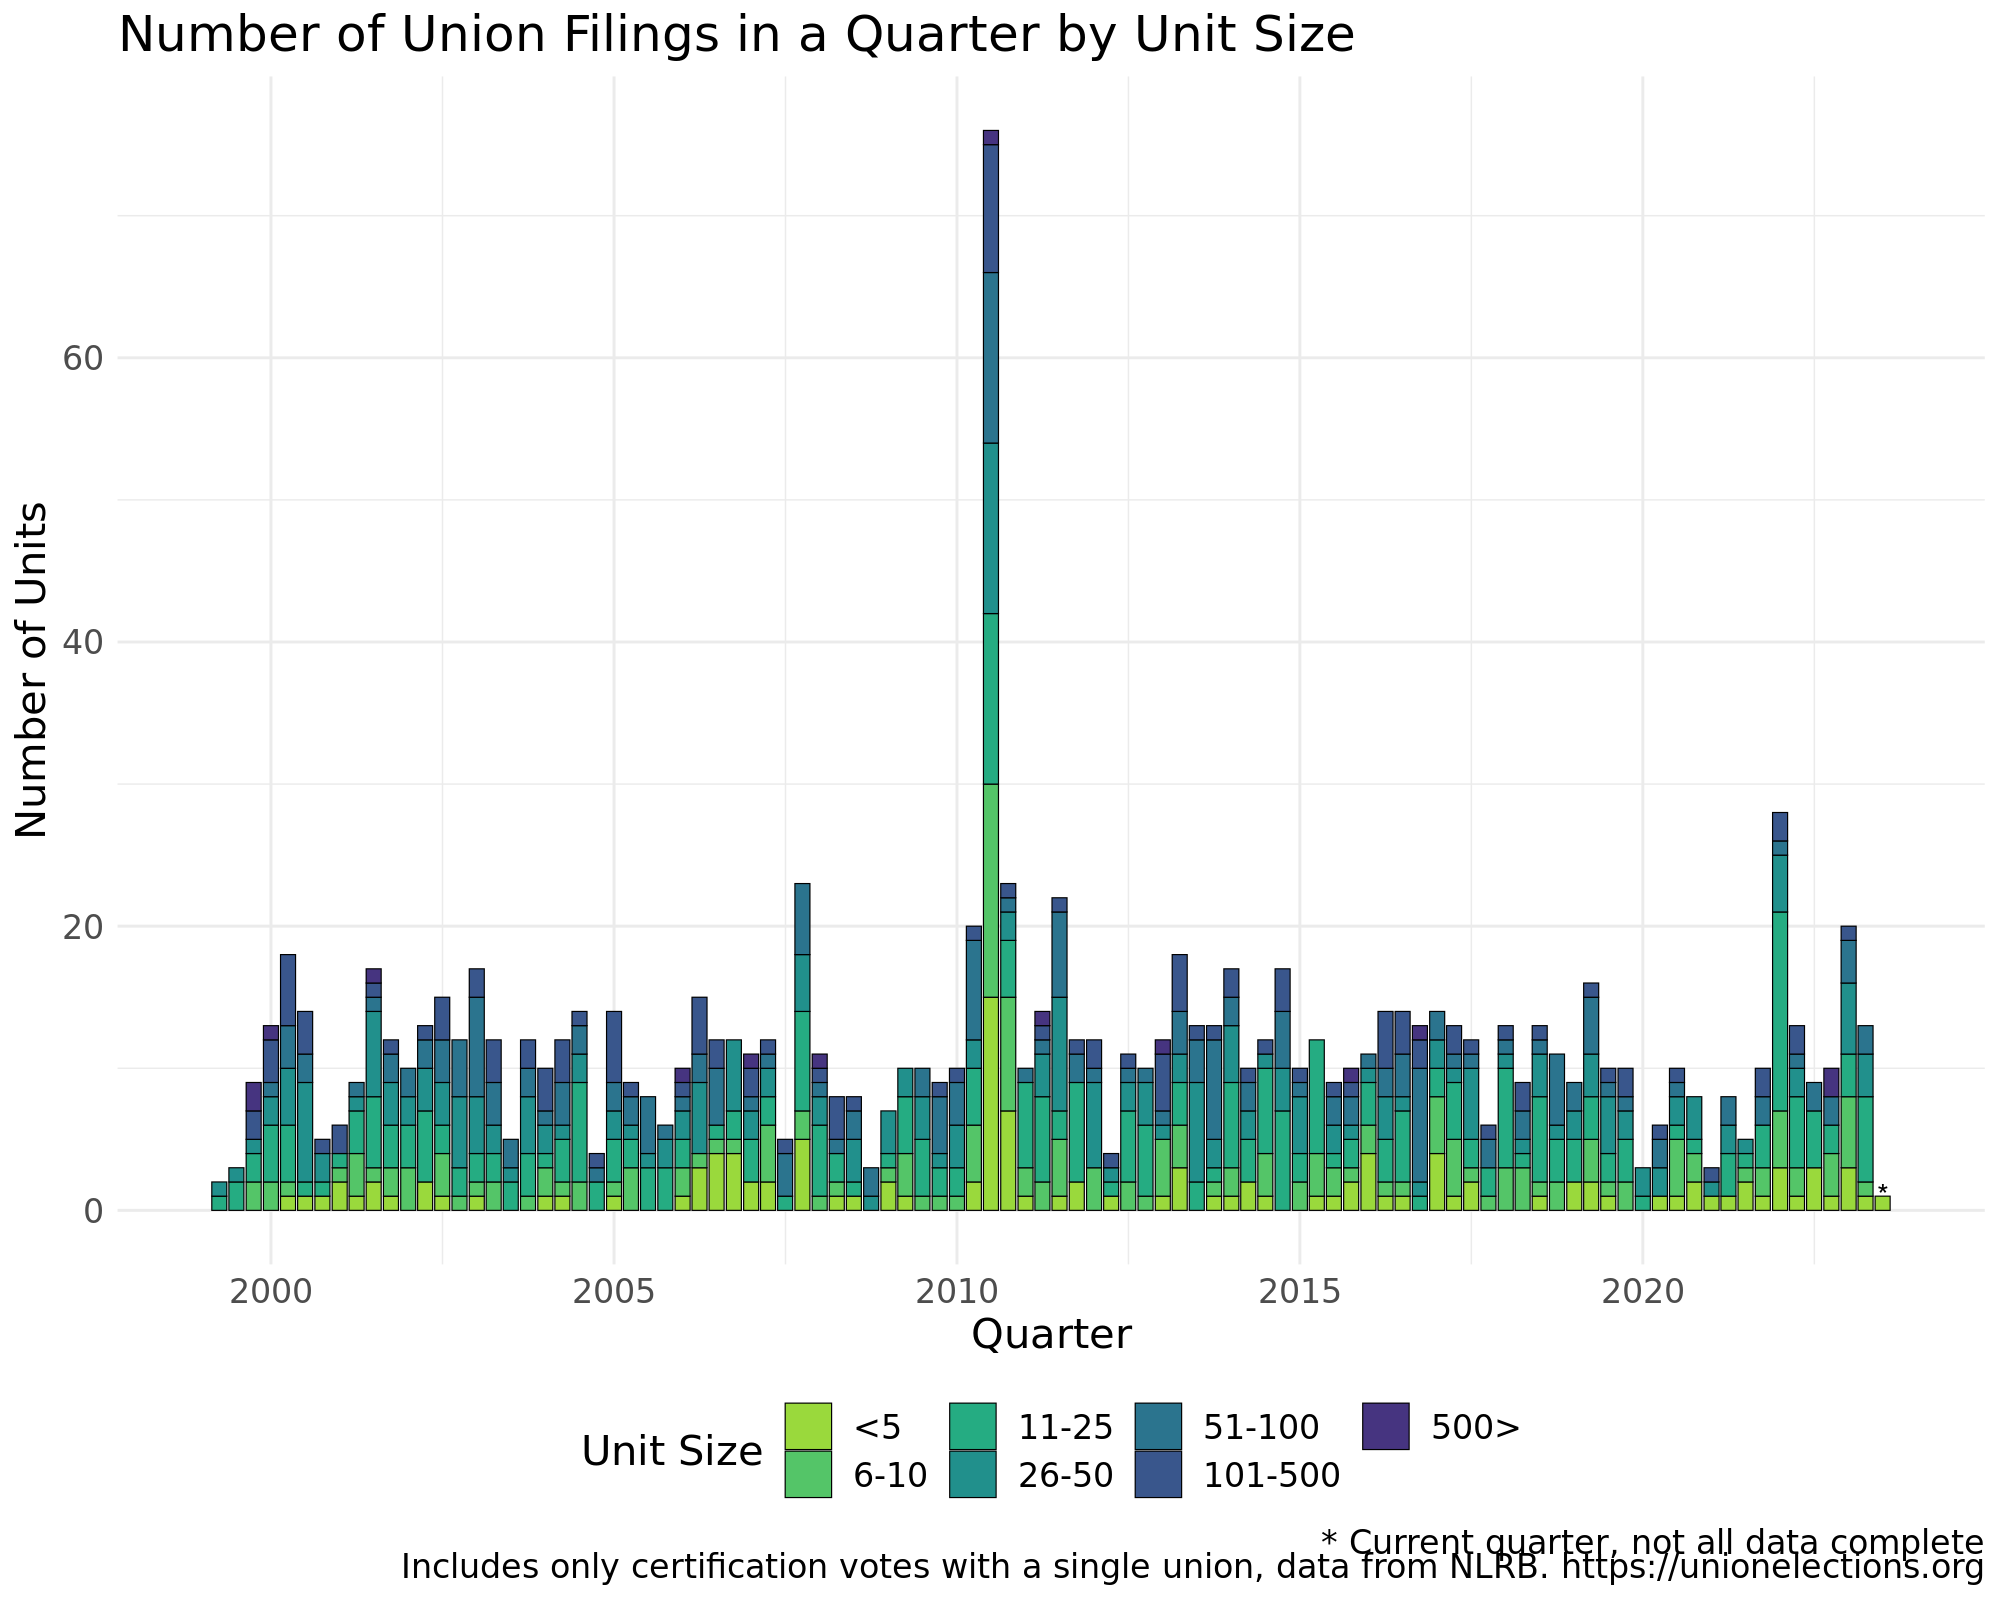 Number of Union Filings in a Quarter by Unit Size
Number of Units
60
40
20
0
*
2000 2005 2010 2015 2020
Quarter
Unit Size
<5 11-25 51-100 500>
6-10 26-50 101-500
* Current quarter, not all data complete
Includes only certification votes with a single union, data from NLRB. https://unionelections.org